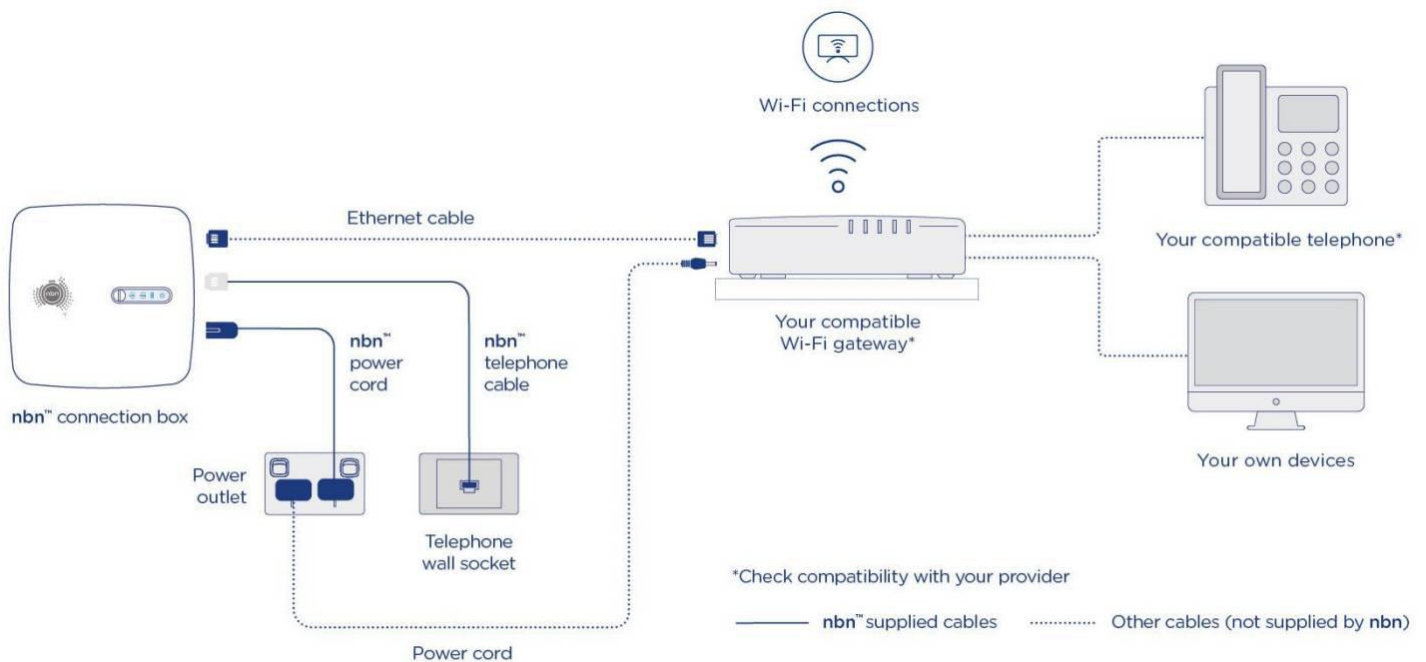 Wi-Fi connections
Ethernet cable
Your compatible telephone*
nbn
nbn™
power
cord
nbn™
telephone
cable
Your compatible
Wi-Fi gateway*
nbn™ connection box
Your own devices
Power
outlet
Telephone
wall socket
*Check compatibility with your provider
nbn™ supplied cables
Other cables (not supplied by nbn)
Power cord